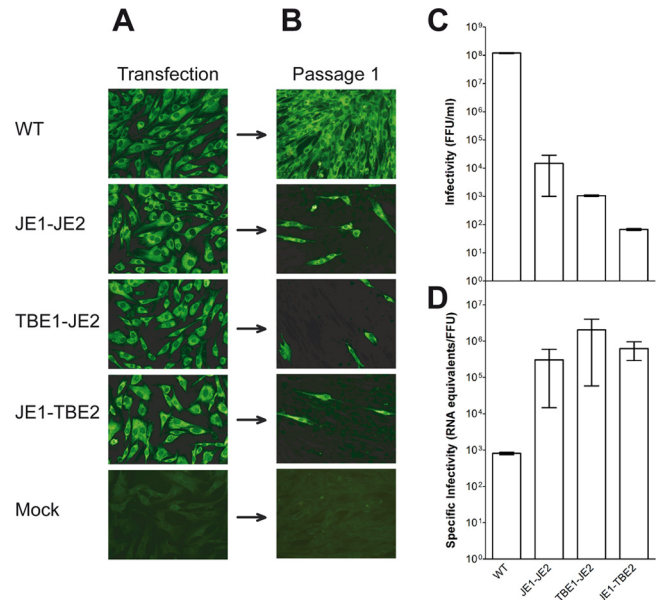 A
B
Transfection
Passage 1
WT
JE1-JE2
TBE1-JE2
JE1-TBE2
Mock
C
Infectivity (FFU/ml)
10⁹
10⁸
10⁷
10⁶
10⁵
10⁴
10³
10²
10¹
10⁰
D
Specific Infectivity (RNA equivalents/FFU)
10⁷
10⁶
10⁵
10⁴
10³
10²
10¹
10⁰
WT
JE1-JE2
TBE1-JE2
JE1-TBE2